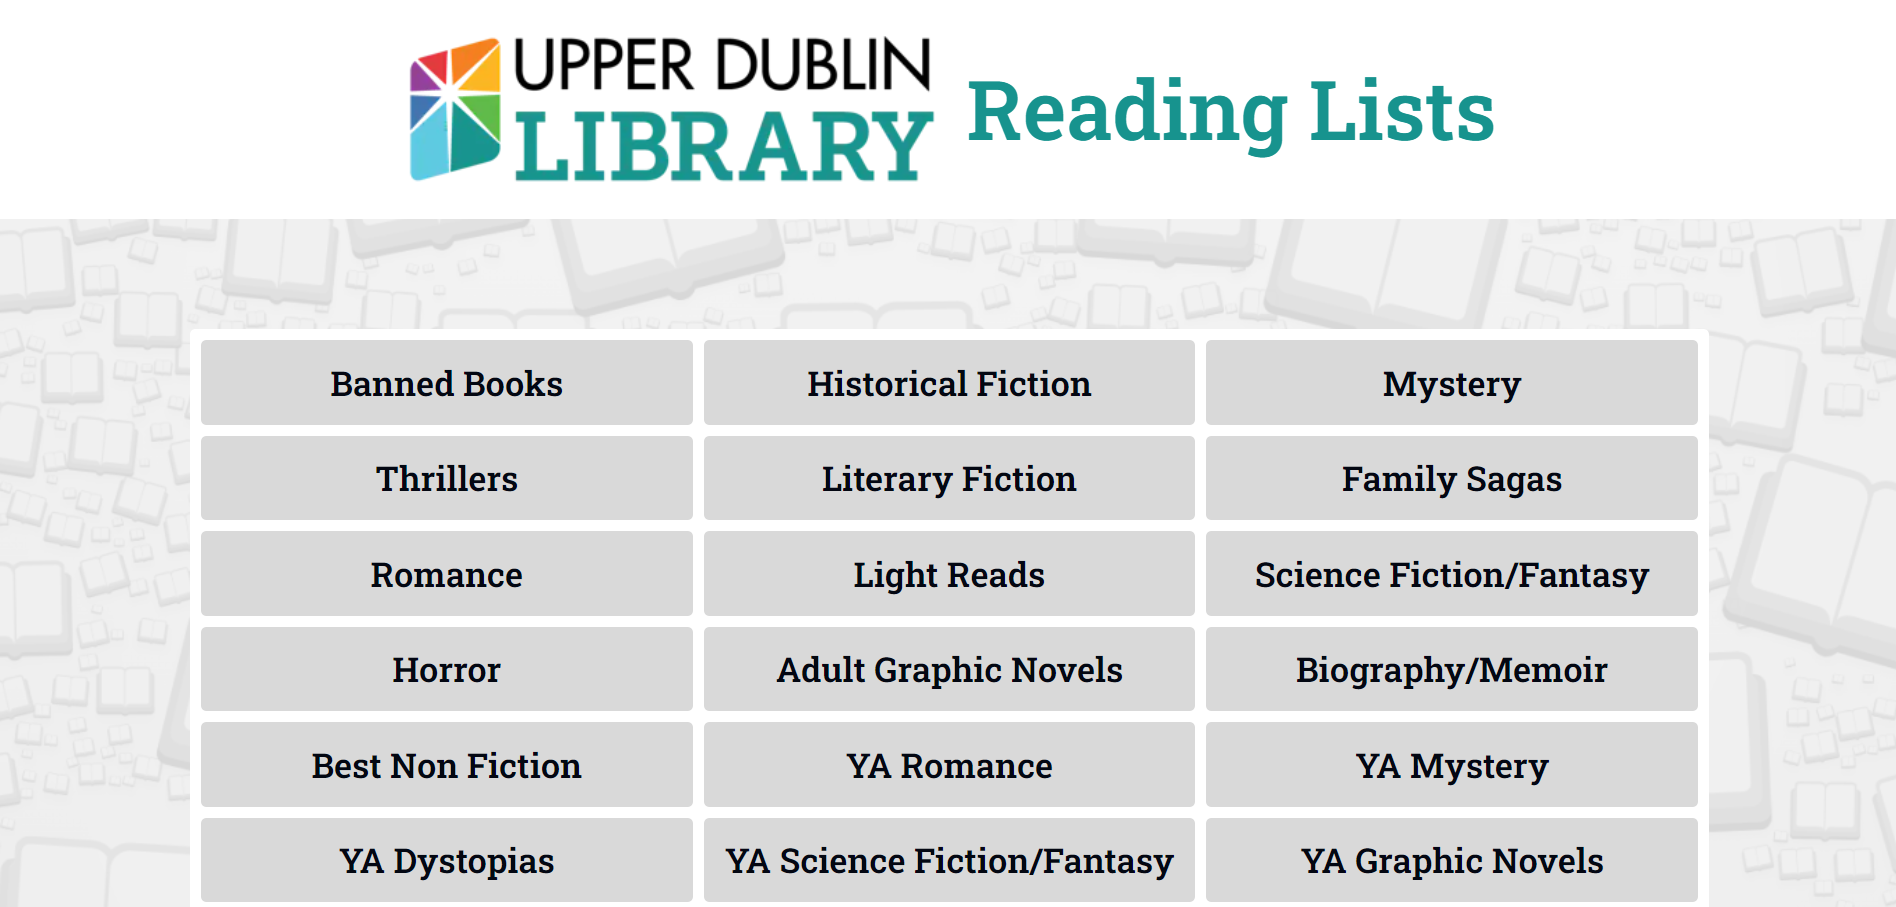 UPPER DUBLIN
LIBRARY
Reading Lists
Banned Books
Historical Fiction
Mystery
Thrillers
Literary Fiction
Family Sagas
Romance
Light Reads
Science Fiction/Fantasy
Horror
Adult Graphic Novels
Biography/Memoir
Best Non Fiction
YA Romance
YA Mystery
YA Dystopias
YA Science Fiction/Fantasy
YA Graphic Novels